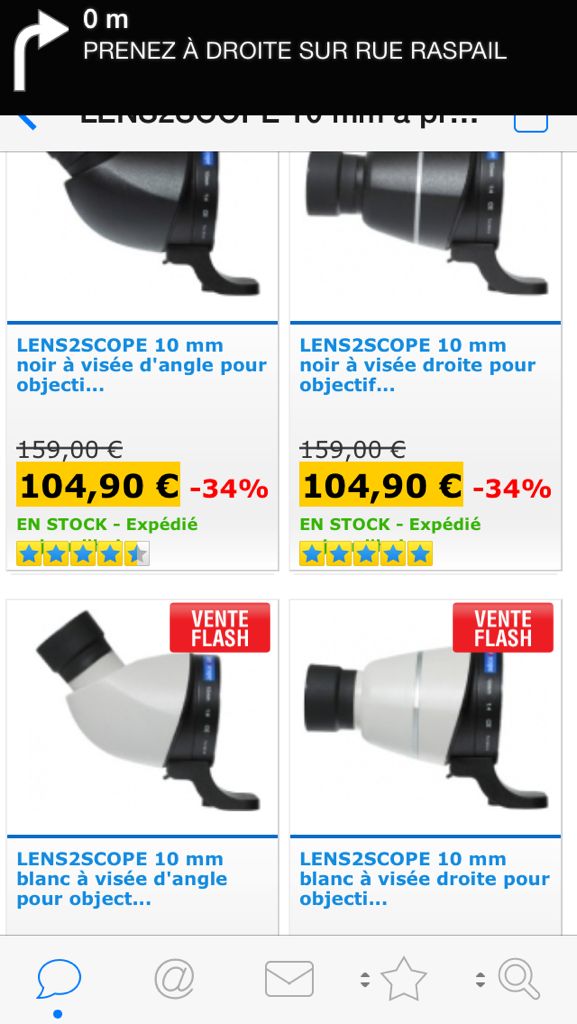 0 m
PRENEZ À DROITE SUR RUE RASPAIL
LENS2SCOPE 10 mm à pr...
LENS2SCOPE 10 mm
noir à visée d'angle pour
objecti...
159,00 €
104,90 € -34%
EN STOCK - Expédié
LENS2SCOPE 10 mm
noir à visée droite pour
objectif...
159,00 €
104,90 € -34%
EN STOCK - Expédié
VENTE
FLASH
LENS2SCOPE 10 mm
blanc à visée d'angle
pour object...
VENTE
FLASH
LENS2SCOPE 10 mm
blanc à visée droite pour
objecti...